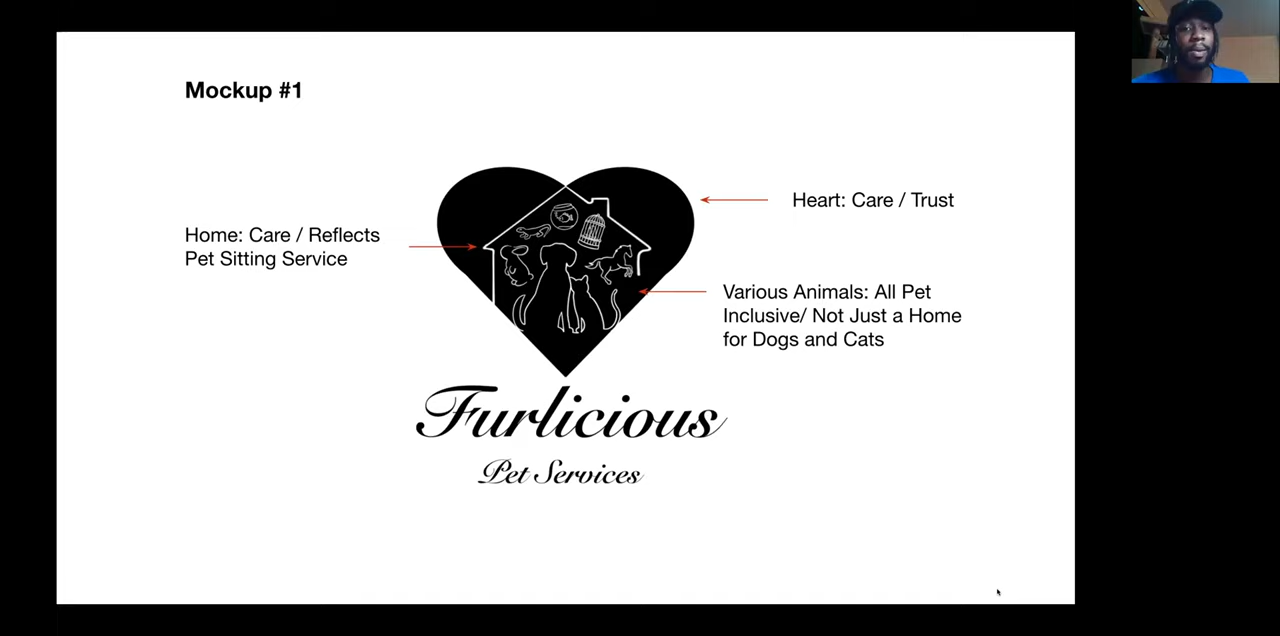 Mockup #1
Heart: Care / Trust
Home: Care / Reflects
Pet Sitting Service
Various Animals: All Pet
Inclusive/ Not Just a Home
for Dogs and Cats
Furlicious
Pet Services